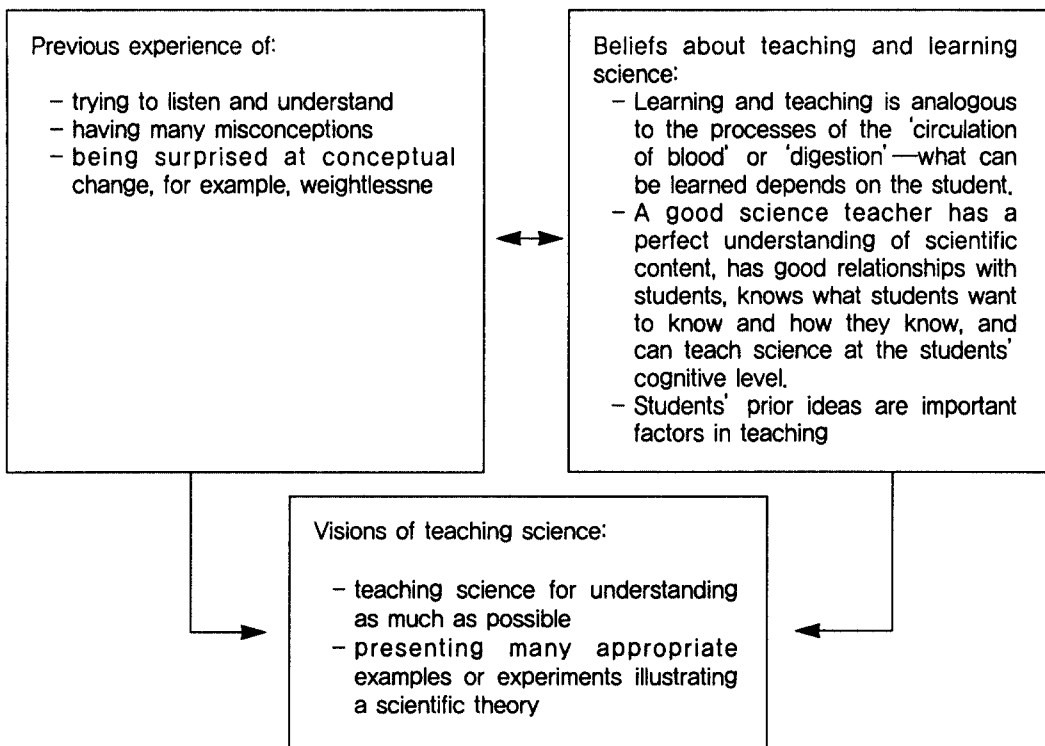 Previous experience of:
– trying to listen and understand
– having many misconceptions
– being surprised at conceptual
change, for example, weightlessne
Beliefs about teaching and learning
science:
– Learning and teaching is analogous
to the processes of the ‘circulation
of blood’ or ‘digestion’—what can
be learned depends on the student.
– A good science teacher has a
perfect understanding of scientific
content, has good relationships with
students, knows what students want
to know and how they know, and
can teach science at the students’
cognitive level.
– Students’ prior ideas are important
factors in teaching
Visions of teaching science:
– teaching science for understanding
as much as possible
– presenting many appropriate
examples or experiments illustrating
a scientific theory